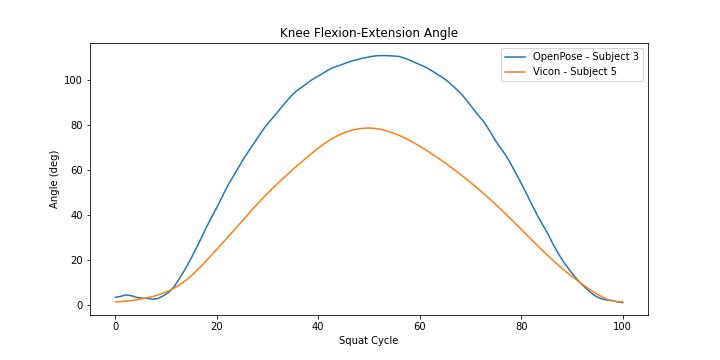 Knee Flexion-Extension Angle
OpenPose - Subject 3
Vicon - Subject 5
Angle (deg)
100
80
60
40
20
0
0 20 40 60 80 100
Squat Cycle